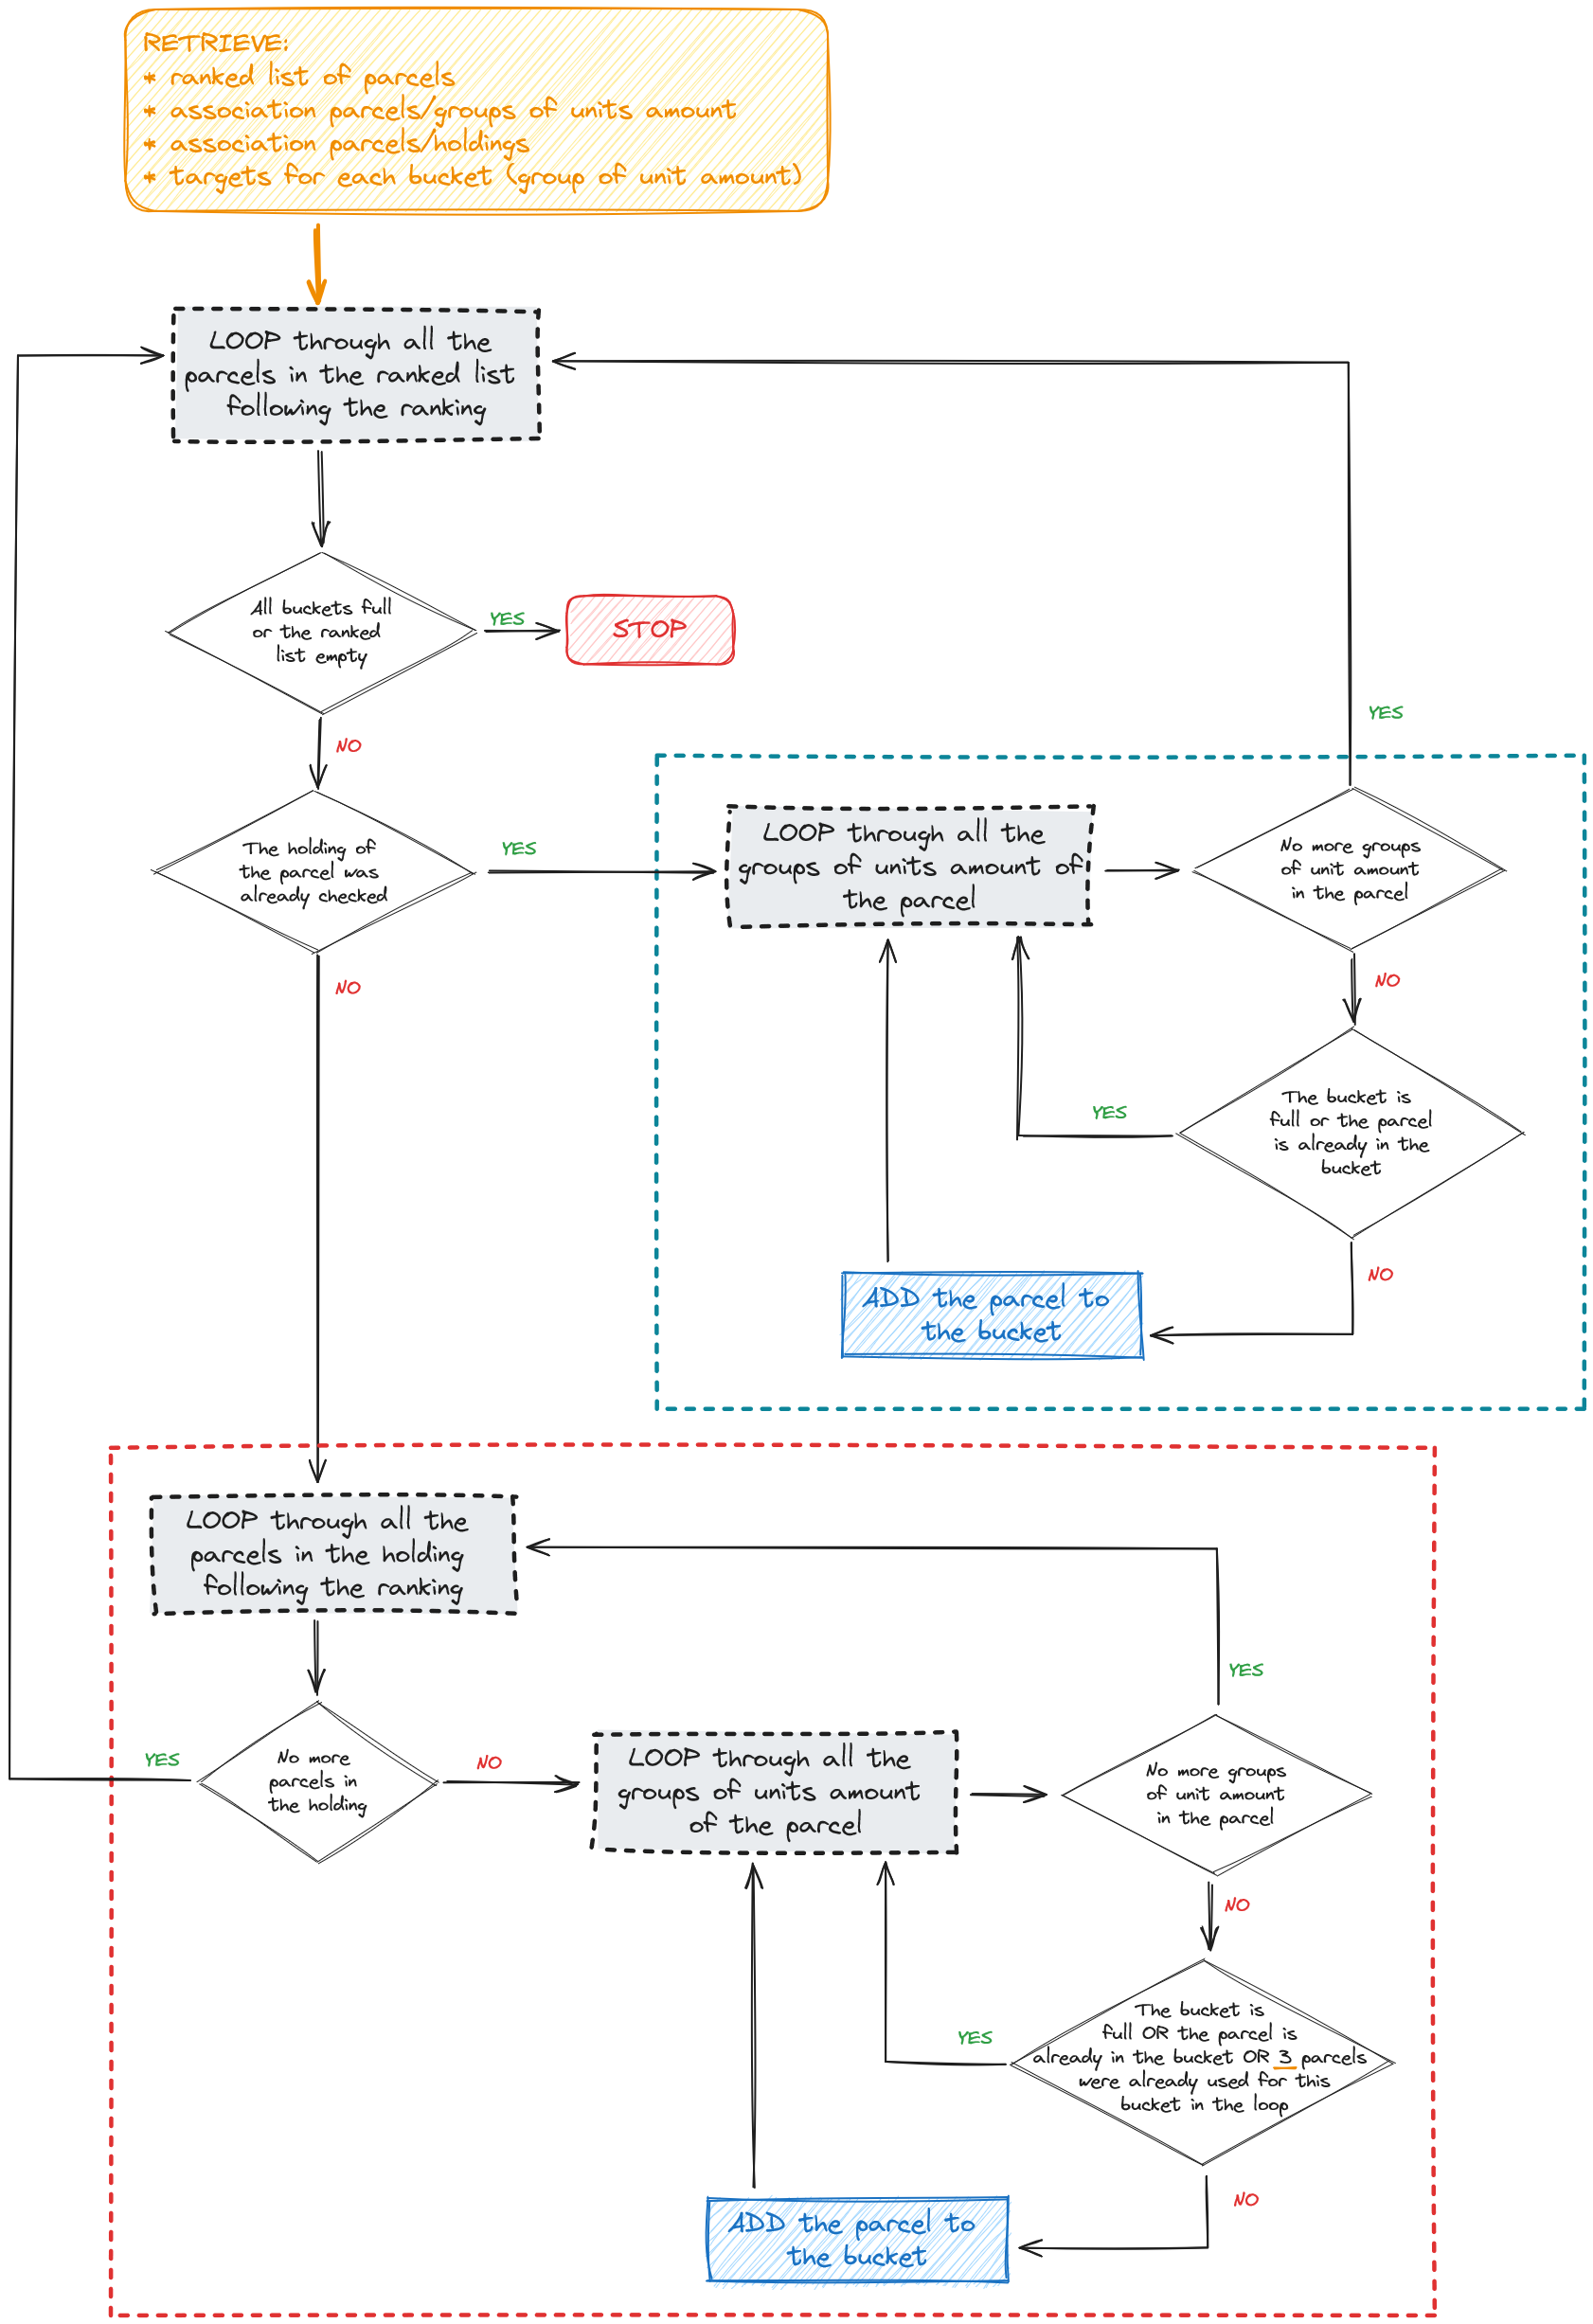 RETRIEVE:
* ranked list of parcels
* association parcels/groups of units amount
* association parcels/holdings
* targets for each bucket (group of unit amount)
LOOP through all the
parcels in the ranked list
following the ranking
All buckets full
or the ranked
list empty
YES
STOP
NO
The holding of
the parcel was
already checked
YES
NO
LOOP through all the
groups of units amount of
the parcel
No more groups
of unit amount
in the parcel
YES
NO
The bucket is
full or the parcel
is already in the
bucket
YES
NO
ADD the parcel to
the bucket
LOOP through all the
parcels in the holding
following the ranking
No more
parcels in
the holding
YES
NO
LOOP through all the
groups of units amount
of the parcel
No more groups
of unit amount
in the parcel
YES
NO
The bucket is
full OR the parcel is
already in the bucket OR 3 parcels
were already used for this
bucket in the loop
YES
NO
ADD the parcel to
the bucket